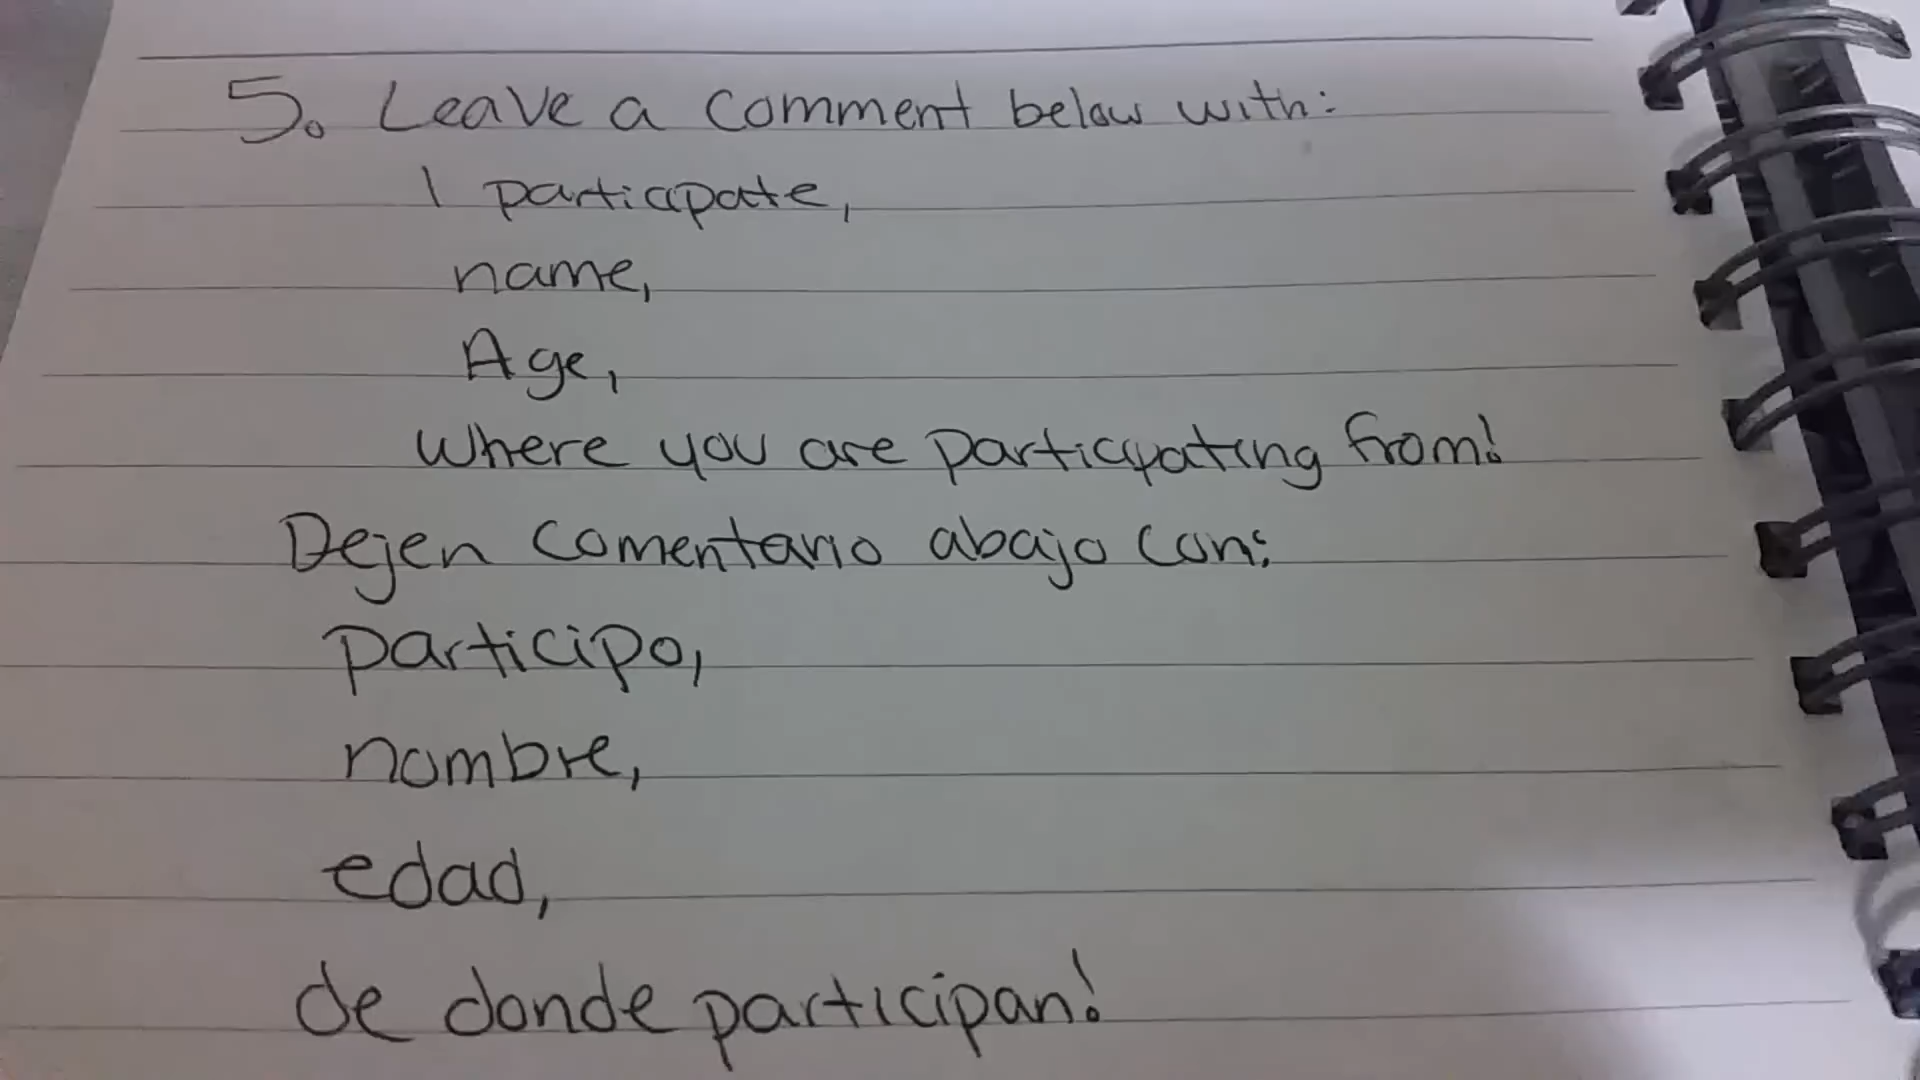 5. Leave a comment below with:
I participate,
name,
Age,
Where you are participating from!
Dejen comentario abajo con:
participo,
nombre,
edad,
de donde participan!